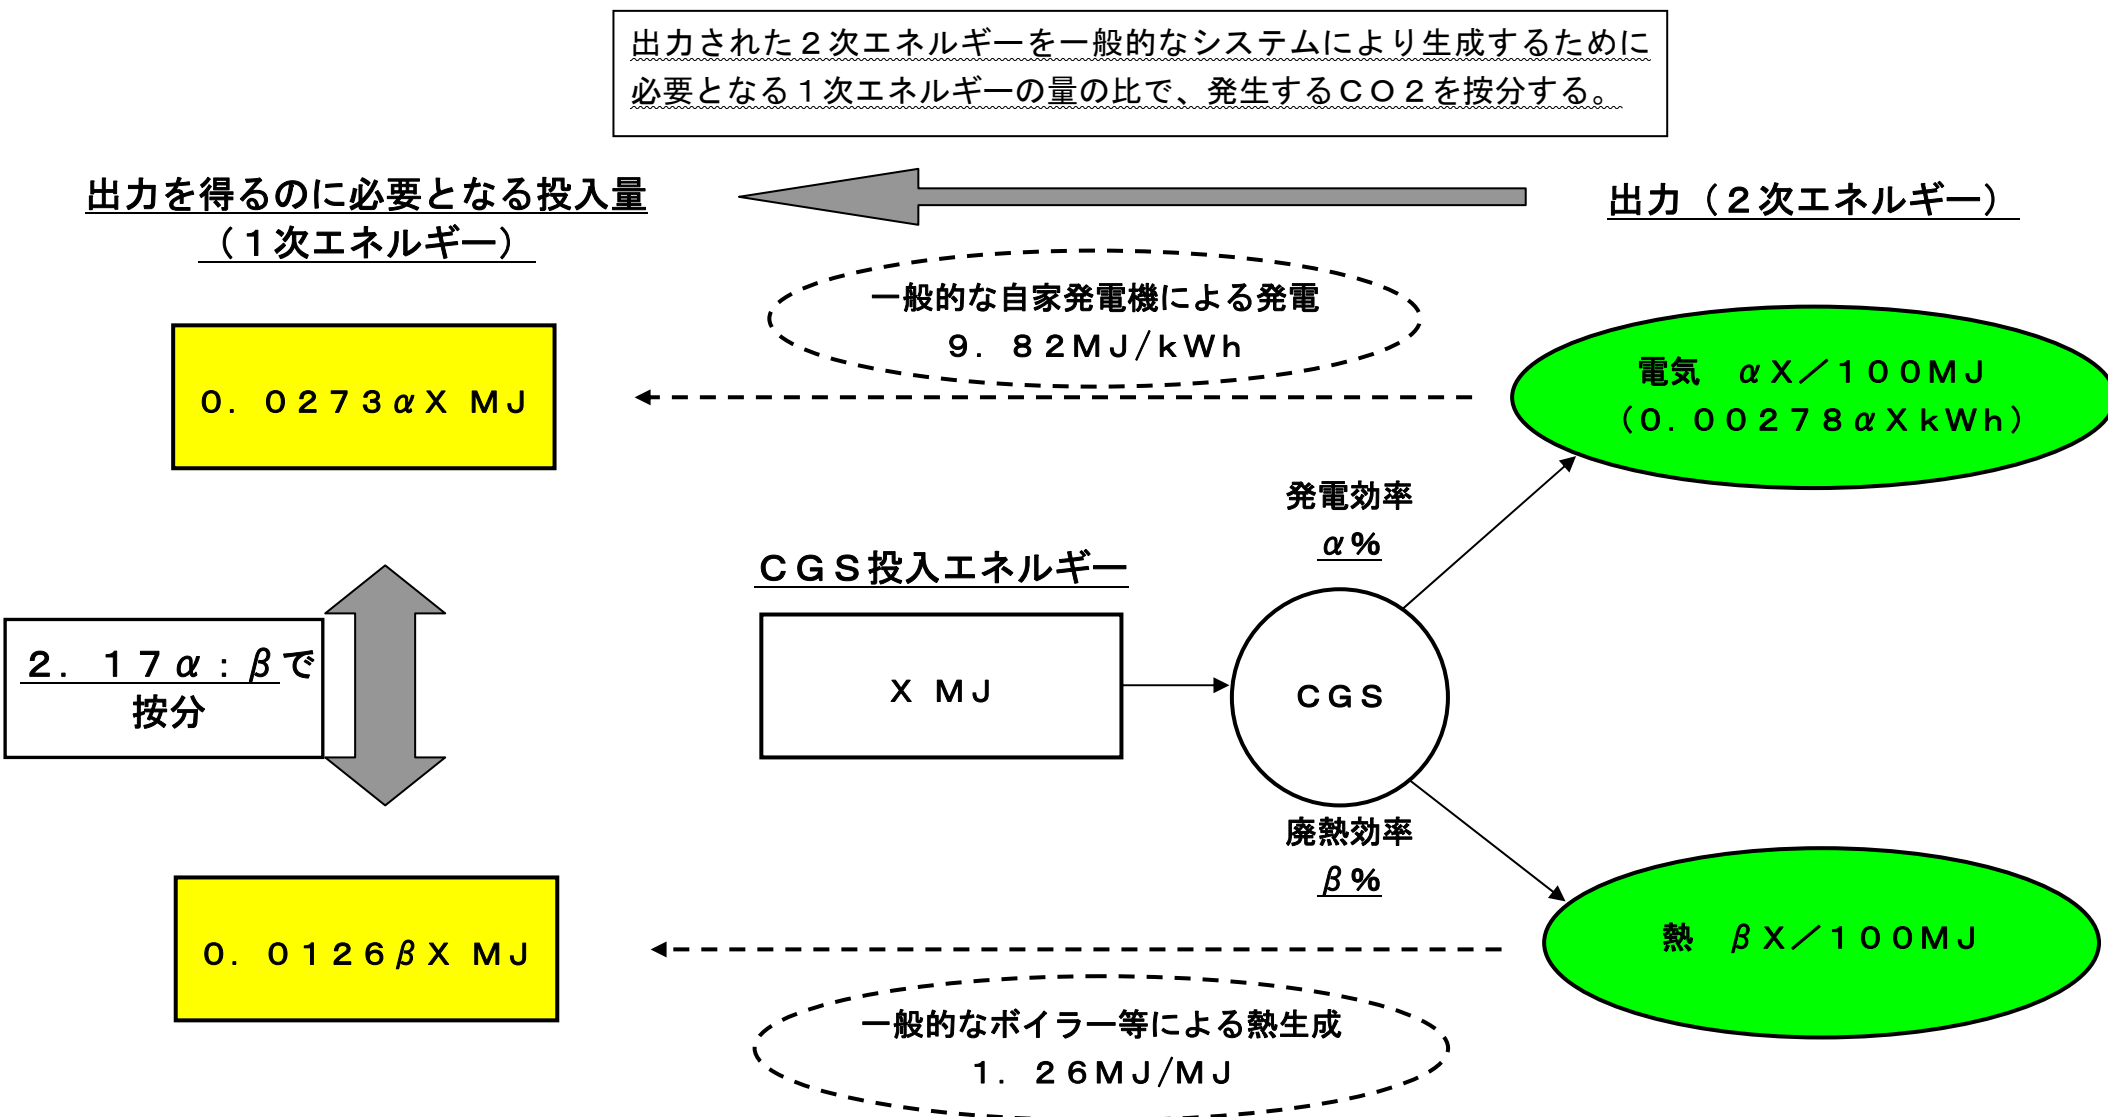 出力された２次エネルギーを一般的なシステムにより生成するために
必要となる１次エネルギーの量の比で、発生するＣＯ２を按分する。
出力を得るのに必要となる投入量
（１次エネルギー）
出力（２次エネルギー）
一般的な自家発電機による発電
９．８２ＭＪ/ｋＷｈ
０．０２７３αＸ ＭＪ
電気　αＸ／１００ＭＪ
（０．００２７８αＸｋＷｈ）
発電効率
α％
ＣＧＳ投入エネルギー
２．１７α：βで
按分
Ｘ ＭＪ
ＣＧＳ
廃熱効率
β％
０．０１２６βＸ ＭＪ
熱　βＸ／１００ＭＪ
一般的なボイラー等による熱生成
１．２６ＭＪ/ＭＪ